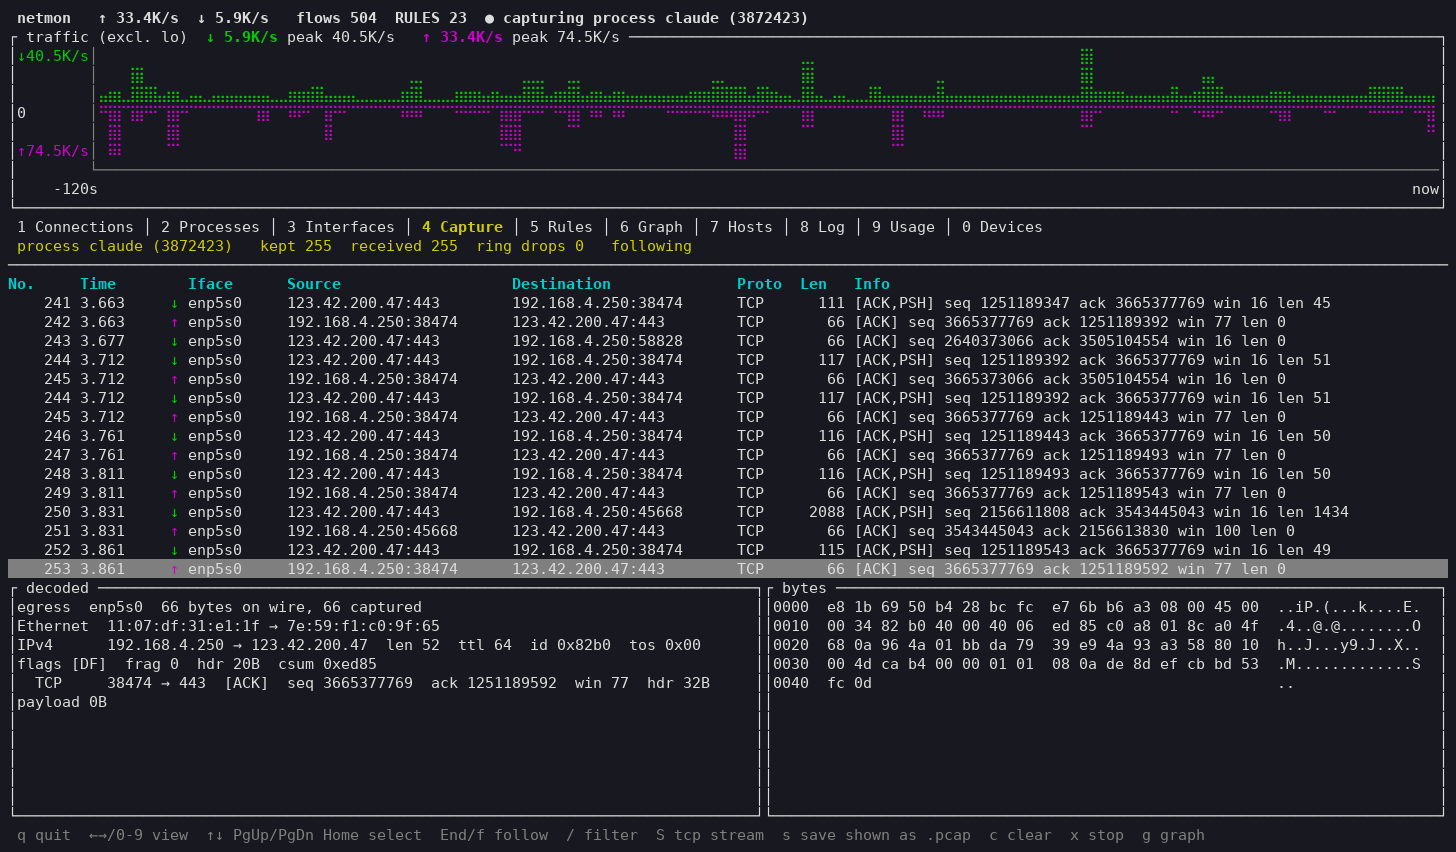 netmon ↑ 33.4K/s ↓ 5.9K/s flows 504 RULES 23 ● capturing process claude (3872423)
traffic (excl. lo) ↓ 5.9K/s peak 40.5K/s ↑ 33.4K/s peak 74.5K/s
↓40.5K/s
0
↑74.5K/s
-120s now
1 Connections │ 2 Processes │ 3 Interfaces │ 4 Capture │ 5 Rules │ 6 Graph │ 7 Hosts │ 8 Log │ 9 Usage │ 0 Devices
process claude (3872423) kept 255 received 255 ring drops 0 following
No. Time Iface Source Destination Proto Len Info
241 3.663 ↓ enp5s0 123.42.200.47:443 192.168.4.250:38474 TCP 111 [ACK,PSH] seq 1251189347 ack 3665377769 win 16 len 45
242 3.663 ↑ enp5s0 192.168.4.250:38474 123.42.200.47:443 TCP 66 [ACK] seq 3665377769 ack 1251189392 win 77 len 0
243 3.677 ↓ enp5s0 123.42.200.47:443 192.168.4.250:58828 TCP 66 [ACK] seq 2640373066 ack 3505104554 win 16 len 0
244 3.712 ↓ enp5s0 123.42.200.47:443 192.168.4.250:38474 TCP 117 [ACK,PSH] seq 1251189392 ack 3665377769 win 16 len 51
245 3.712 ↑ enp5s0 192.168.4.250:38474 123.42.200.47:443 TCP 66 [ACK] seq 3665373066 ack 3505104554 win 16 len 0
244 3.712 ↓ enp5s0 123.42.200.47:443 192.168.4.250:38474 TCP 117 [ACK,PSH] seq 1251189392 ack 3665377769 win 16 len 51
245 3.712 ↑ enp5s0 192.168.4.250:38474 123.42.200.47:443 TCP 66 [ACK] seq 3665377769 ack 1251189443 win 77 len 0
246 3.761 ↓ enp5s0 123.42.200.47:443 192.168.4.250:38474 TCP 116 [ACK,PSH] seq 1251189443 ack 3665377769 win 16 len 50
247 3.761 ↑ enp5s0 192.168.4.250:38474 123.42.200.47:443 TCP 66 [ACK] seq 3665377769 ack 1251189493 win 77 len 0
248 3.811 ↓ enp5s0 123.42.200.47:443 192.168.4.250:38474 TCP 116 [ACK,PSH] seq 1251189493 ack 3665377769 win 16 len 50
249 3.811 ↑ enp5s0 192.168.4.250:38474 123.42.200.47:443 TCP 66 [ACK] seq 3665377769 ack 1251189543 win 77 len 0
250 3.831 ↓ enp5s0 123.42.200.47:443 192.168.4.250:45668 TCP 2088 [ACK,PSH] seq 2156611808 ack 3543445043 win 16 len 1434
251 3.831 ↑ enp5s0 192.168.4.250:45668 123.42.200.47:443 TCP 66 [ACK] seq 3543445043 ack 2156613830 win 100 len 0
252 3.861 ↓ enp5s0 123.42.200.47:443 192.168.4.250:38474 TCP 115 [ACK,PSH] seq 1251189543 ack 3665377769 win 16 len 49
253 3.861 ↑ enp5s0 192.168.4.250:38474 123.42.200.47:443 TCP 66 [ACK] seq 3665377769 ack 1251189592 win 77 len 0
decoded
egress enp5s0 66 bytes on wire, 66 captured
Ethernet 11:07:df:31:e1:1f → 7e:59:f1:c0:9f:65
IPv4 192.168.4.250 → 123.42.200.47 len 52 ttl 64 id 0x82b0 tos 0x00
flags [DF] frag 0 hdr 20B csum 0xed85
TCP 38474 → 443 [ACK] seq 3665377769 ack 1251189592 win 77 hdr 32B
payload 0B
bytes
0000 e8 1b 69 50 b4 28 bc fc e7 6b b6 a3 08 00 45 00 ..iP.(...k....E.
0010 00 34 82 b0 40 00 40 06 ed 85 c0 a8 01 8c a0 4f .4..@.@........O
0020 68 0a 96 4a 01 bb da 79 39 e9 4a 93 a3 58 80 10 h..J...y9.J..X..
0030 00 4d ca b4 00 00 01 01 08 0a de 8d ef cb bd 53 .M.............S
0040 fc 0d ..
q quit ←→/0-9 view ↑↓ PgUp/PgDn Home select End/f follow / filter S tcp stream s save shown as .pcap c clear x stop g graph